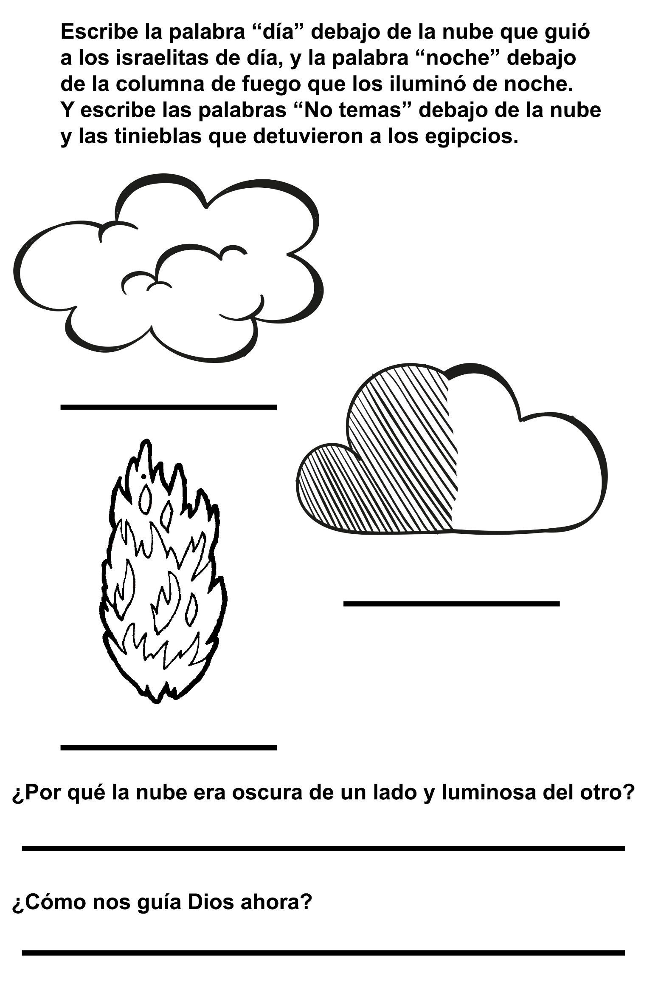 Escribe la palabra “día” debajo de la nube que guió
a los israelitas de día, y la palabra “noche” debajo
de la columna de fuego que los iluminó de noche.
Y escribe las palabras “No temas” debajo de la nube
y las tinieblas que detuvieron a los egipcios.
¿Por qué la nube era oscura de un lado y luminosa del otro?
¿Cómo nos guía Dios ahora?